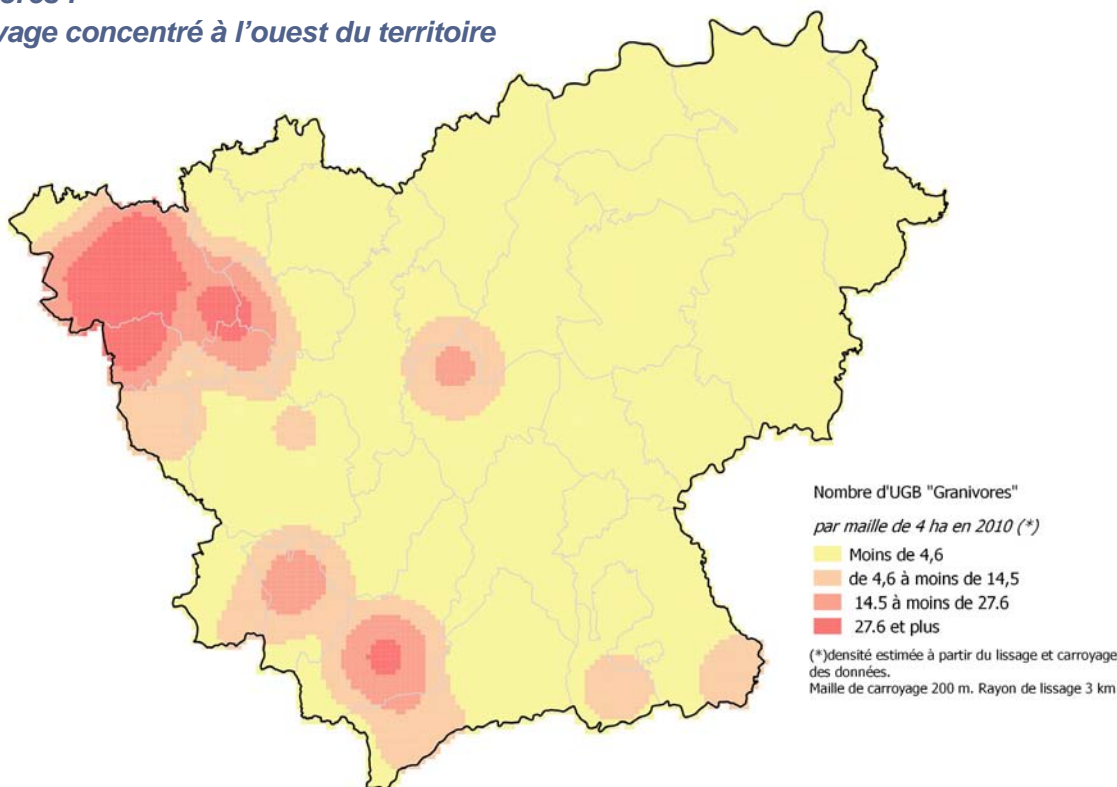 yage concentré à l'ouest du territoire
Nombre d'UGB "Granivores"
par maille de 4 ha en 2010 (*)
Moins de 4,6
de 4,6 à moins de 14,5
14.5 à moins de 27.6
27.6 et plus
(*)densité estimée à partir du lissage et carroyage
des données.
Maille de carroyage 200 m. Rayon de lissage 3 km